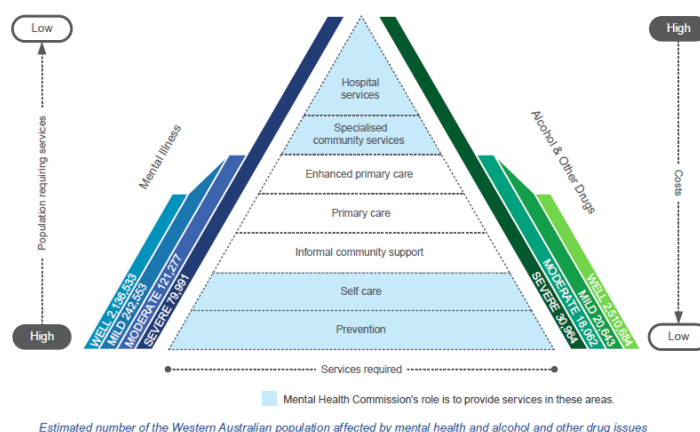 Low
High
Population requiring services
Mental Illness
WELL 2,136,533
MILD 242,553
MODERATE 121,277
SEVERE 79,991
Hospital
services
Specialised
community services
Enhanced primary care
Primary care
Informal community support
Self care
Prevention
Services required
Alcohol & Other Drugs
SEVERE 30,964
MODERATE 18,062
MILD 20,643
WELL 2,510,684
High
Costs
Low
Mental Health Commission's role is to provide services in these areas.
Estimated number of the Western Australian population affected by mental health and alcohol and other drug issues